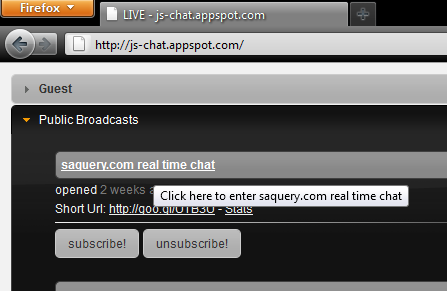 Firefox
LIVE - js-chat.appspot.com
http://js-chat.appspot.com/
Guest
Public Broadcasts
saquery.com real time chat
opened 2 weeks
Click here to enter saquery.com real time chat
Short Url: http://goo.gl/UTB3U - Stats
subscribe! unsubscribe!